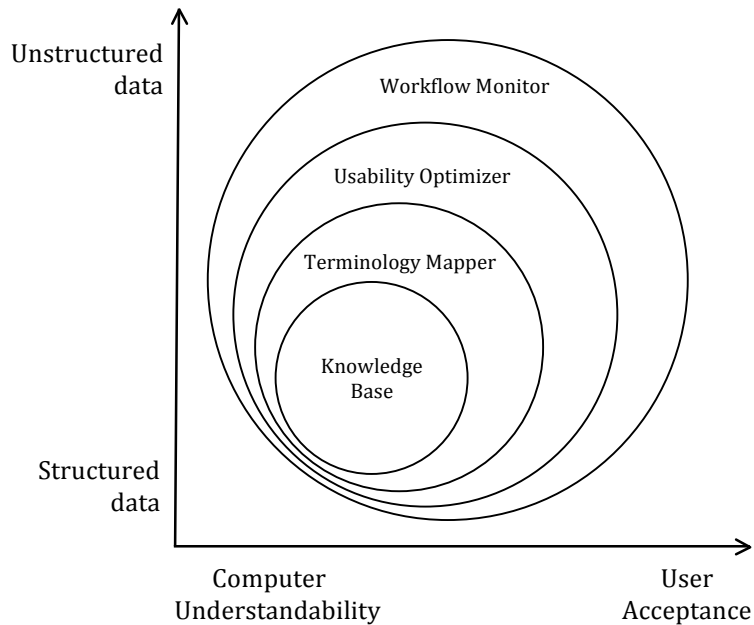 Unstructured
data
Workflow Monitor
Usability Optimizer
Terminology Mapper
Knowledge
Base
Structured
data
Computer
Understandability
User
Acceptance